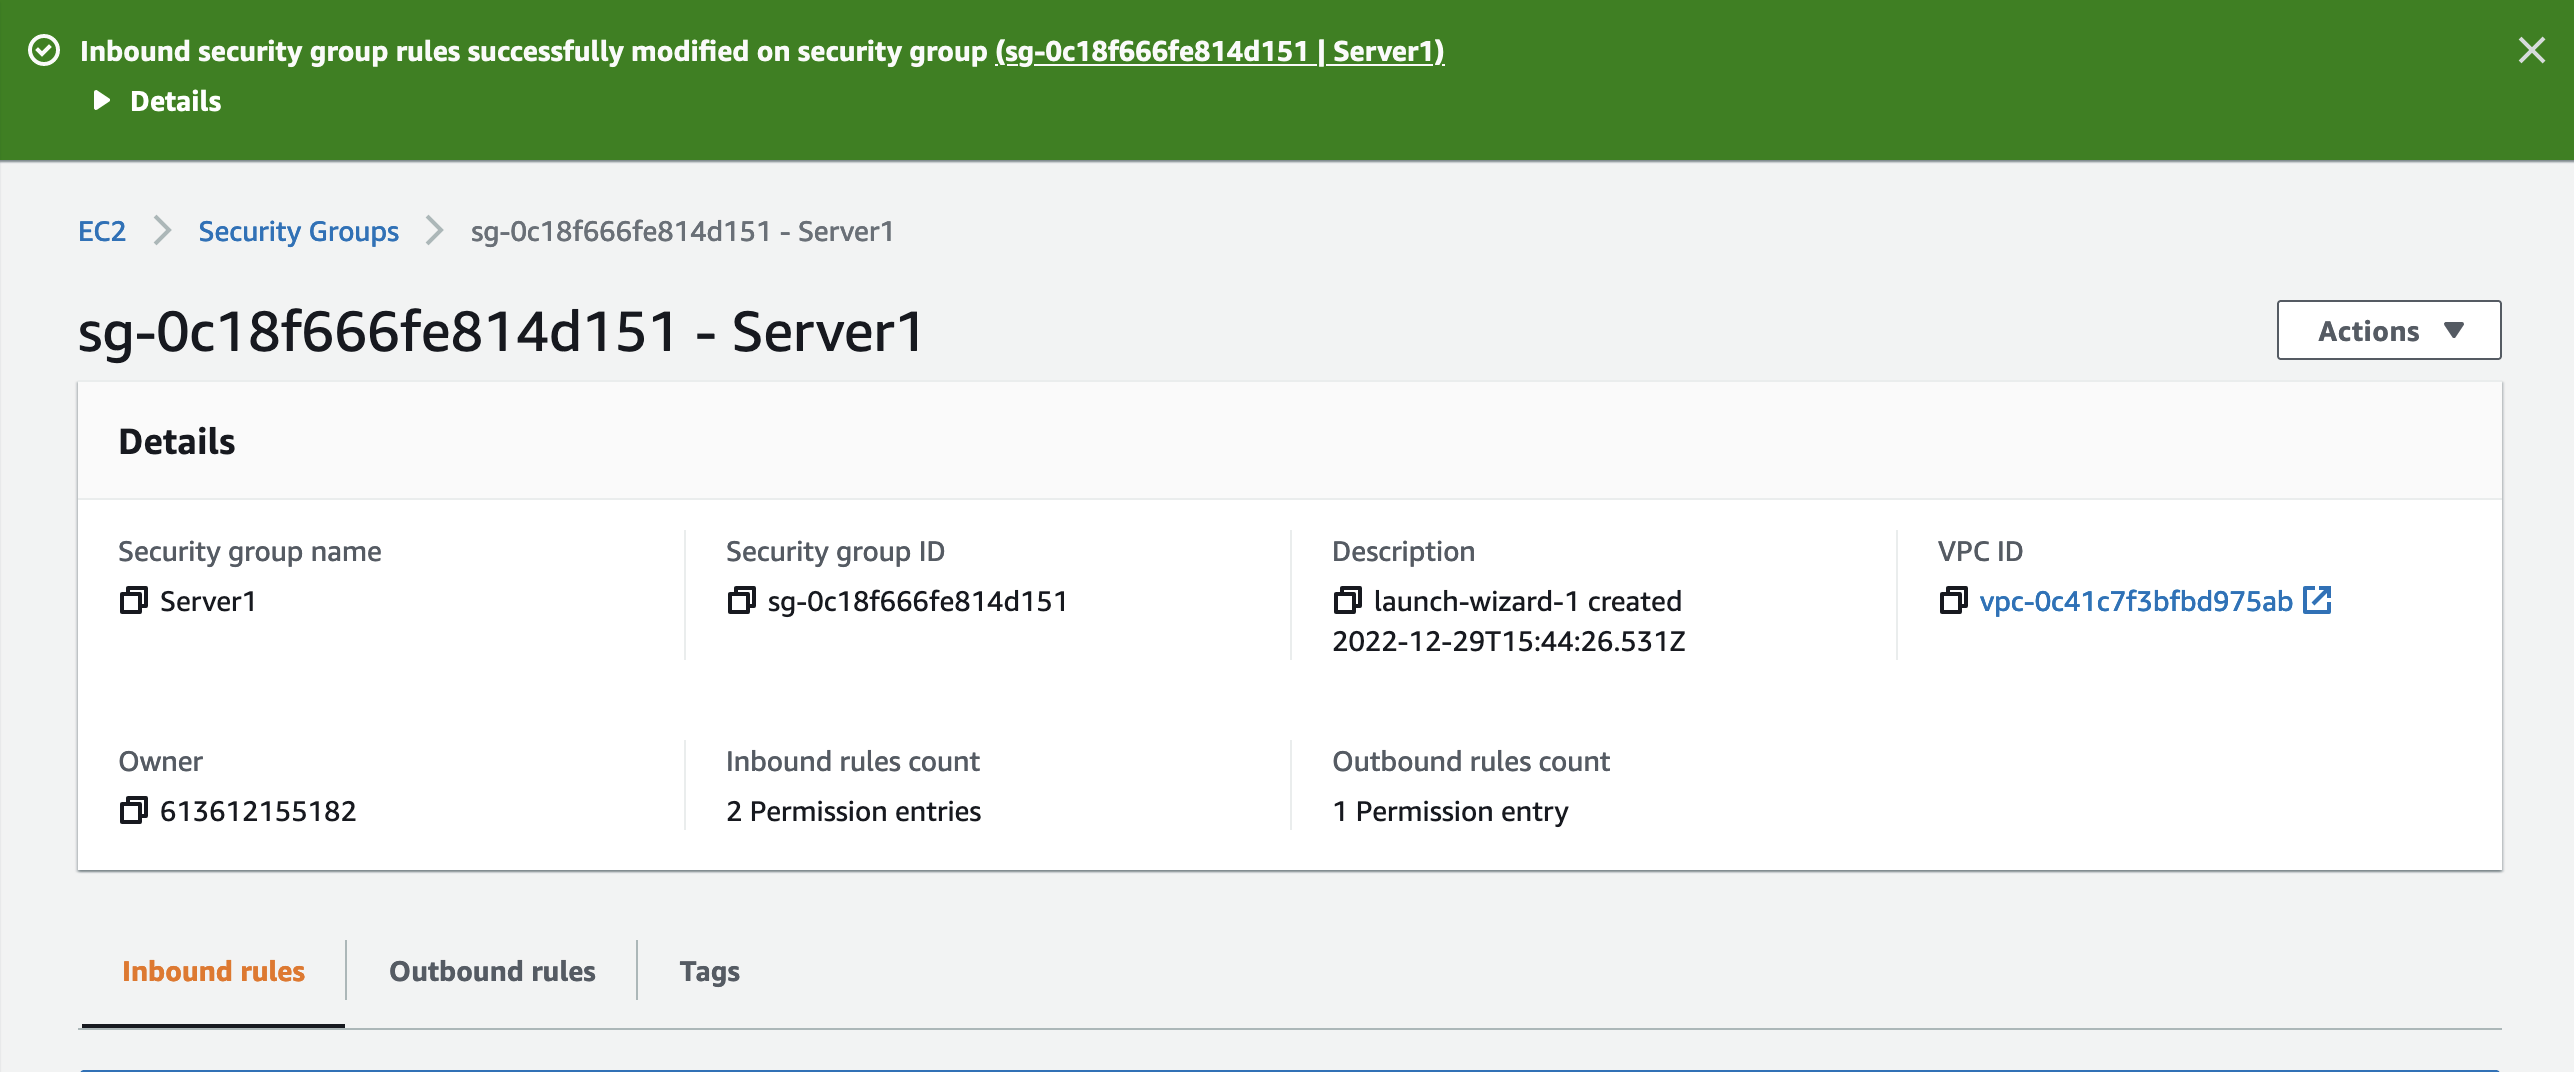 Inbound security group rules successfully modified on security group (sg-0c18f666fe814d151 | Server1)
Details
EC2 > Security Groups > sg-0c18f666fe814d151 - Server1
sg-0c18f666fe814d151 - Server1
Actions
Details
Security group name
Server1
Security group ID
sg-0c18f666fe814d151
Description
launch-wizard-1 created
2022-12-29T15:44:26.531Z
VPC ID
vpc-0c41c7f3bfbd975ab
Owner
613612155182
Inbound rules count
2 Permission entries
Outbound rules count
1 Permission entry
Inbound rules
Outbound rules
Tags